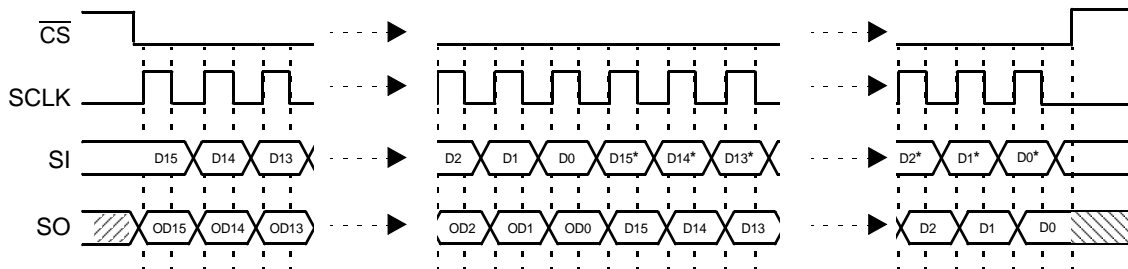 CS
SCLK
SI D15 D14 D13 D2 D1 D0 D15* D14* D13* D2* D1* D0*
SO OD15 OD14 OD13 OD2 OD1 OD0 D15 D14 D13 D2 D1 D0